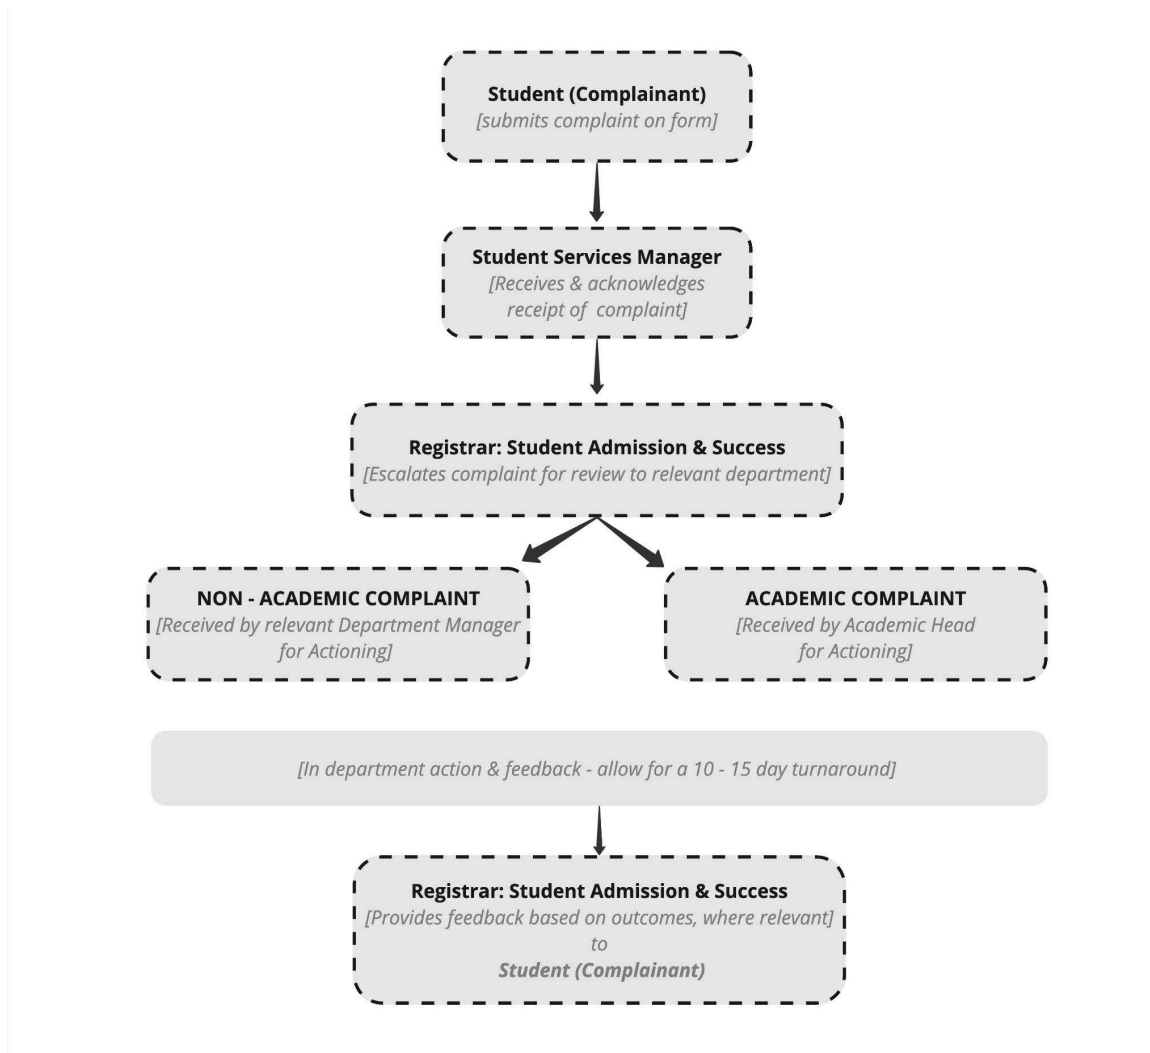 Student (Complainant)
[submits complaint on form]
Student Services Manager
[Receives & acknowledges
receipt of  complaint]
Registrar: Student Admission & Success
[Escalates complaint for review to relevant department]
NON - ACADEMIC COMPLAINT
[Received by relevant Department Manager
for Actioning]
ACADEMIC COMPLAINT
[Received by Academic Head
for Actioning]
[In department action & feedback - allow for a 10 - 15 day turnaround]
Registrar: Student Admission & Success
[Provides feedback based on outcomes, where relevant]
to
Student (Complainant)